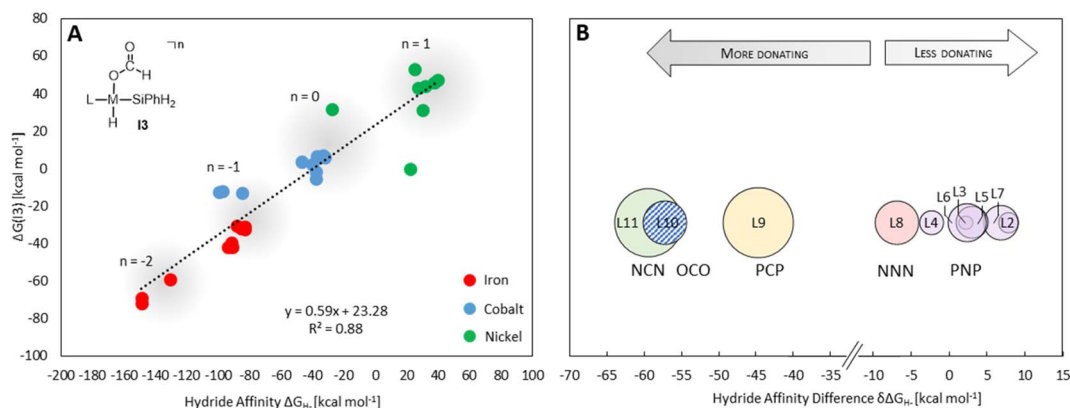 A
80
60
40
20
0
-20
-40
-60
-80
-100
ΔG(I3) [kcal mol⁻¹]
O
C
H
O
L
M
SiPhH₂
H
I3
n
n = 1
n = 0
n = -1
n = -2
Iron
Cobalt
Nickel
y = 0.59x + 23.28
R² = 0.88
-200 -180 -160 -140 -120 -100 -80 -60 -40 -20 0 20 40 60 80 100
Hydride Affinity ΔG_H- [kcal mol⁻¹]
B
More donating
Less donating
L11 L10 L9 L8 L4 L6 L3 L5 L7 L2
NCN OCO PCP NNN PNP
-70 -65 -60 -55 -50 -45 -40 -35 -10 -5 0 5 10 15
Hydride Affinity Difference δΔG_H- [kcal mol⁻¹]